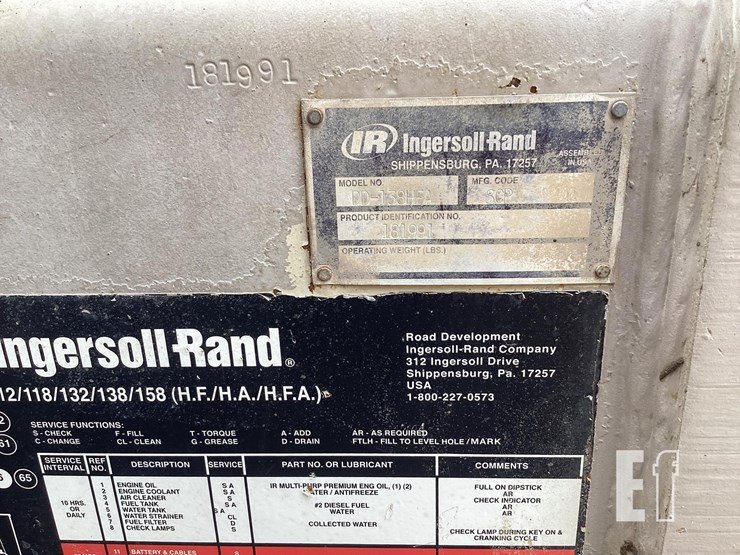 181991
IR Ingersoll-Rand
SHIPPENSBURG, PA. 17257
ASSEMBLED
IN USA
MODEL NO
MFG. CODE
PRODUCT IDENTIFICATION NO.
181991
OPERATING WEIGHT (LBS.)
Ingersoll-Rand®
12/118/132/138/158 (H.F./H.A./H.F.A.)
Road Development
Ingersoll-Rand Company
312 Ingersoll Drive
Shippensburg, Pa. 17257
USA
1-800-227-0573
SERVICE FUNCTIONS:
S - CHECK F - FILL T - TORQUE A - ADD AR - AS REQUIRED
C - CHANGE CL - CLEAN G - GREASE D - DRAIN FTLH - FILL TO LEVEL HOLE / MARK
61
65
SERVICE INTERVAL REF NO. DESCRIPTION SERVICE PART NO. OR LUBRICANT COMMENTS
10 HRS. OR DAILY
1 ENGINE OIL S A IR MULTI-PURP PREMIUM ENG OIL, (1) (2) FULL ON DIPSTICK
2 ENGINE COOLANT S A WATER / ANTIFREEZE AR
3 AIR CLEANER S CHECK INDICATOR
4 FUEL TANK S A #2 DIESEL FUEL AR
5 WATER TANK S A WATER AR
6 WATER STRAINER CL
7 FUEL FILTER D COLLECTED WATER
8 CHECK LAMPS S CHECK LAMP DURING KEY ON & CRANKING CYCLE
11 BATTERY & CABLES S
Ef